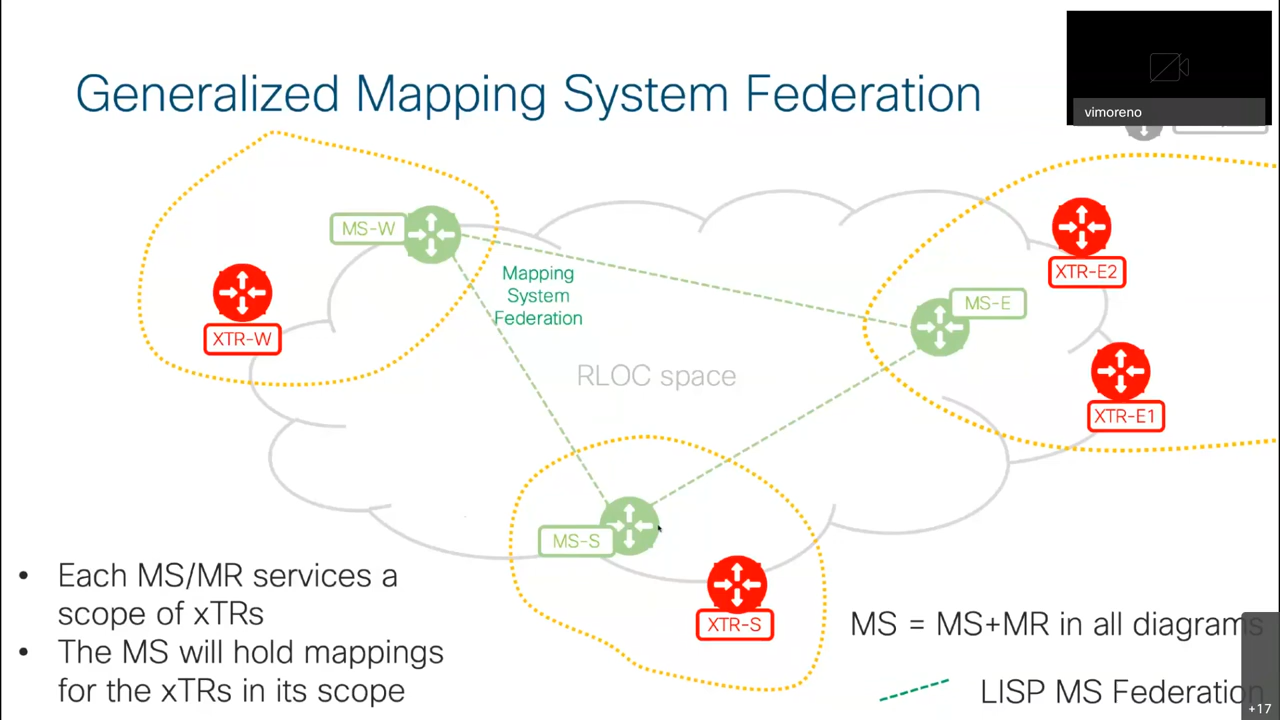 Generalized Mapping System Federation
vimoreno
MS-W
XTR-W
Mapping
System
Federation
RLOC space
MS-E
XTR-E2
XTR-E1
MS-S
XTR-S
• Each MS/MR services a
scope of xTRs
• The MS will hold mappings
for the xTRs in its scope
MS = MS+MR in all diagrams
LISP MS Federation
+17